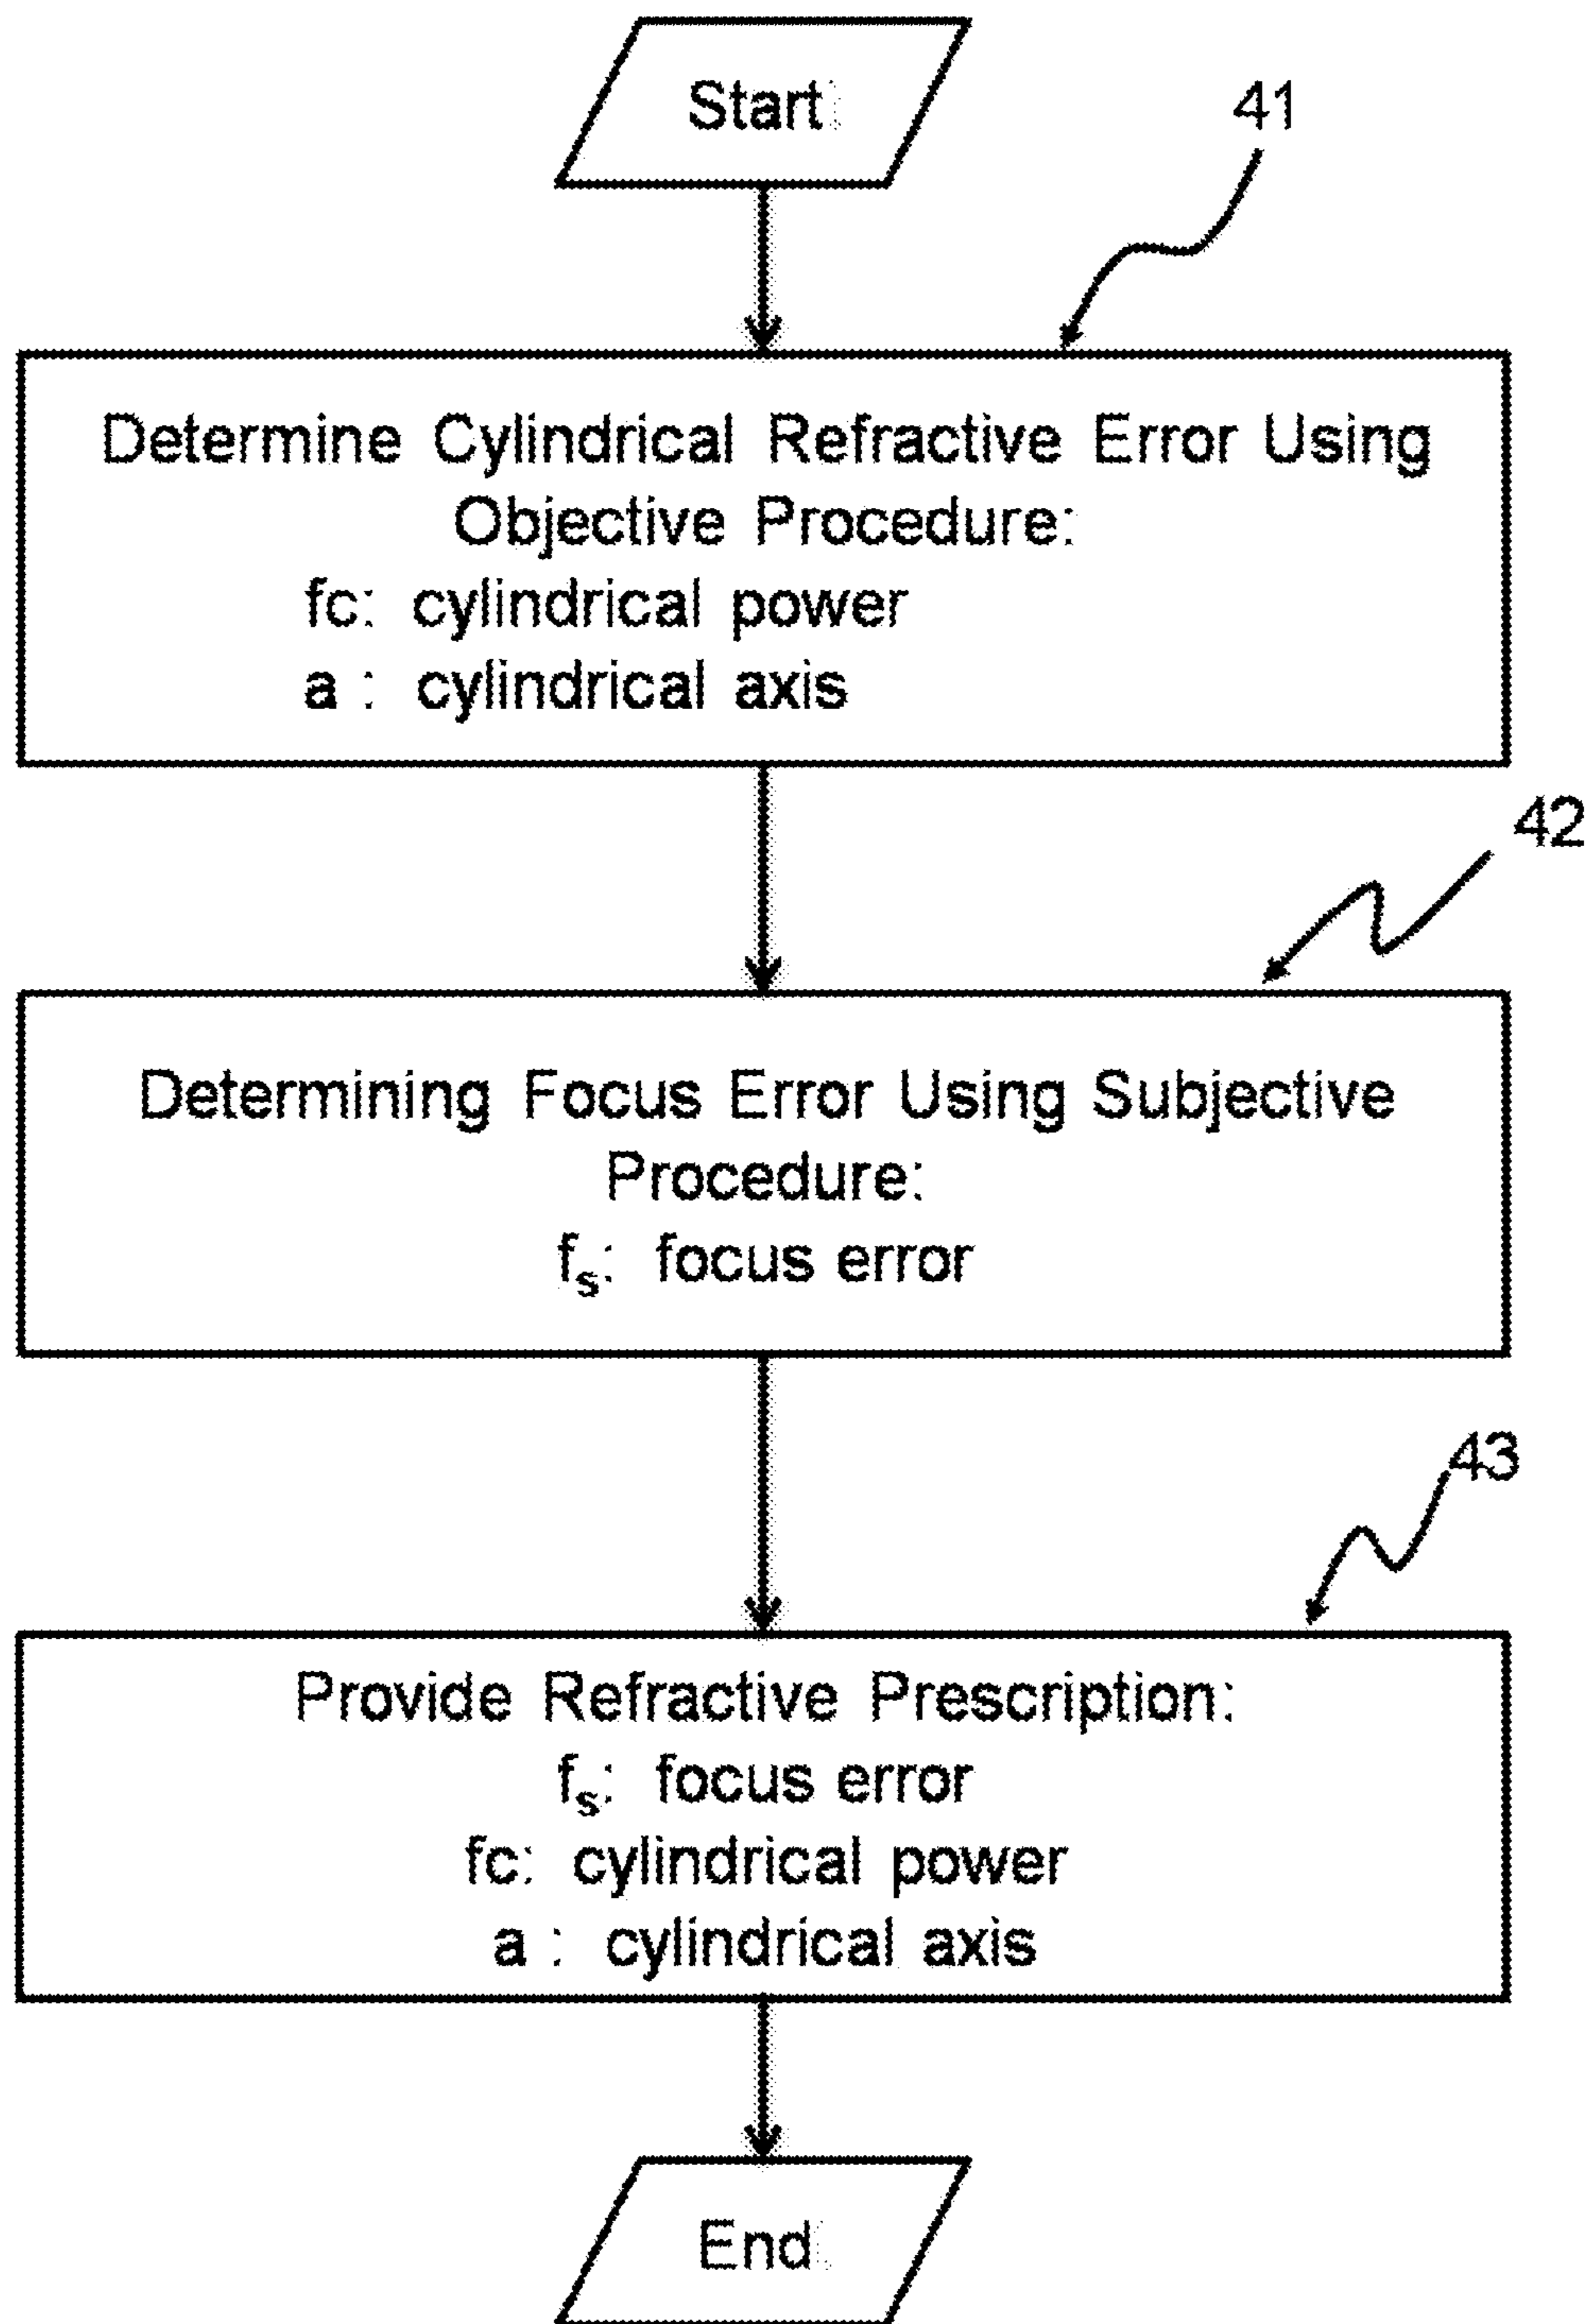 Start
41
Determine Cylindrical Refractive Error Using
Objective Procedure:
fc: cylindrical power
a : cylindrical axis
42
Determining Focus Error Using Subjective
Procedure:
fs: focus error
43
Provide Refractive Prescription:
fs: focus error
fc: cylindrical power
a : cylindrical axis
End